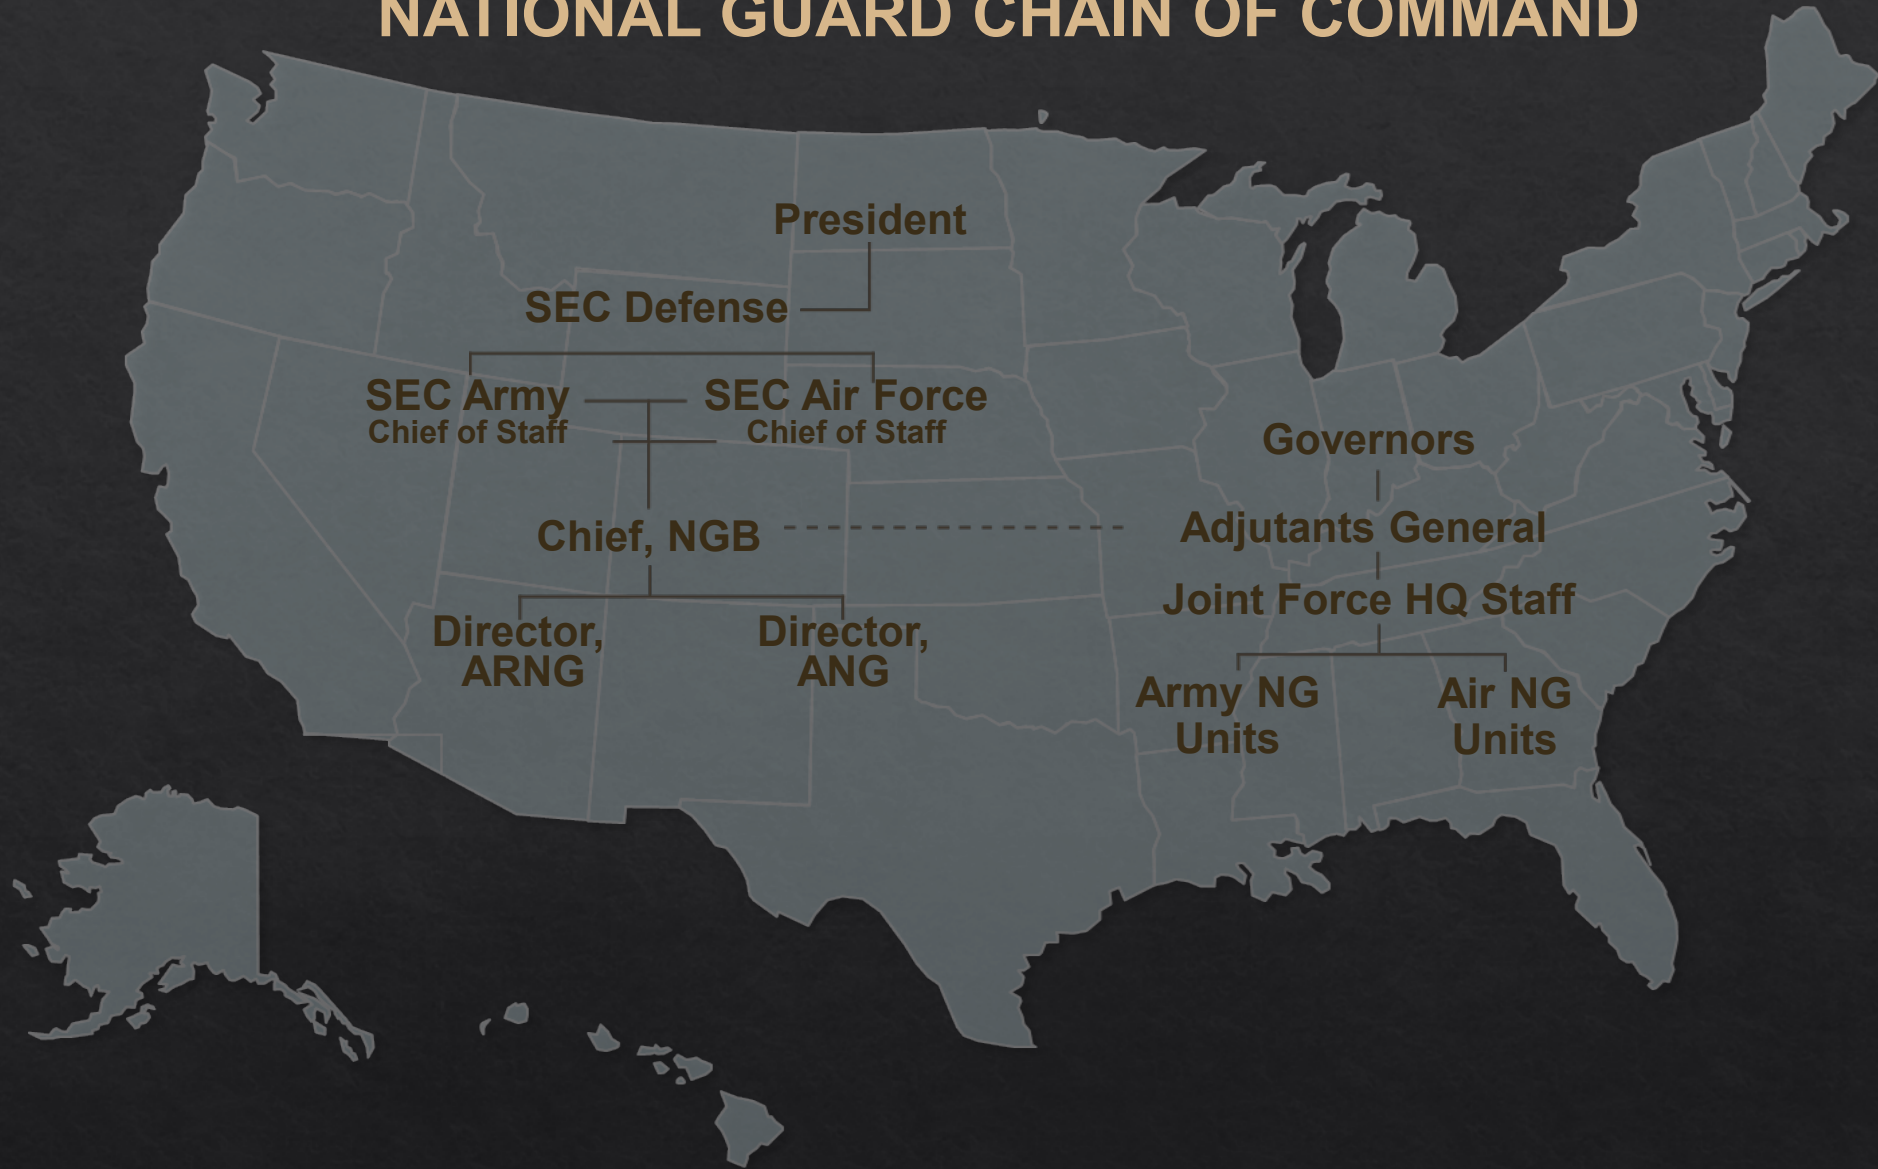 NATIONAL GUARD CHAIN OF COMMAND
President
SEC Defense
SEC Army
Chief of Staff
SEC Air Force
Chief of Staff
Chief, NGB
Director,
ARNG
Director,
ANG
Governors
Adjutants General
Joint Force HQ Staff
Army NG
Units
Air NG
Units